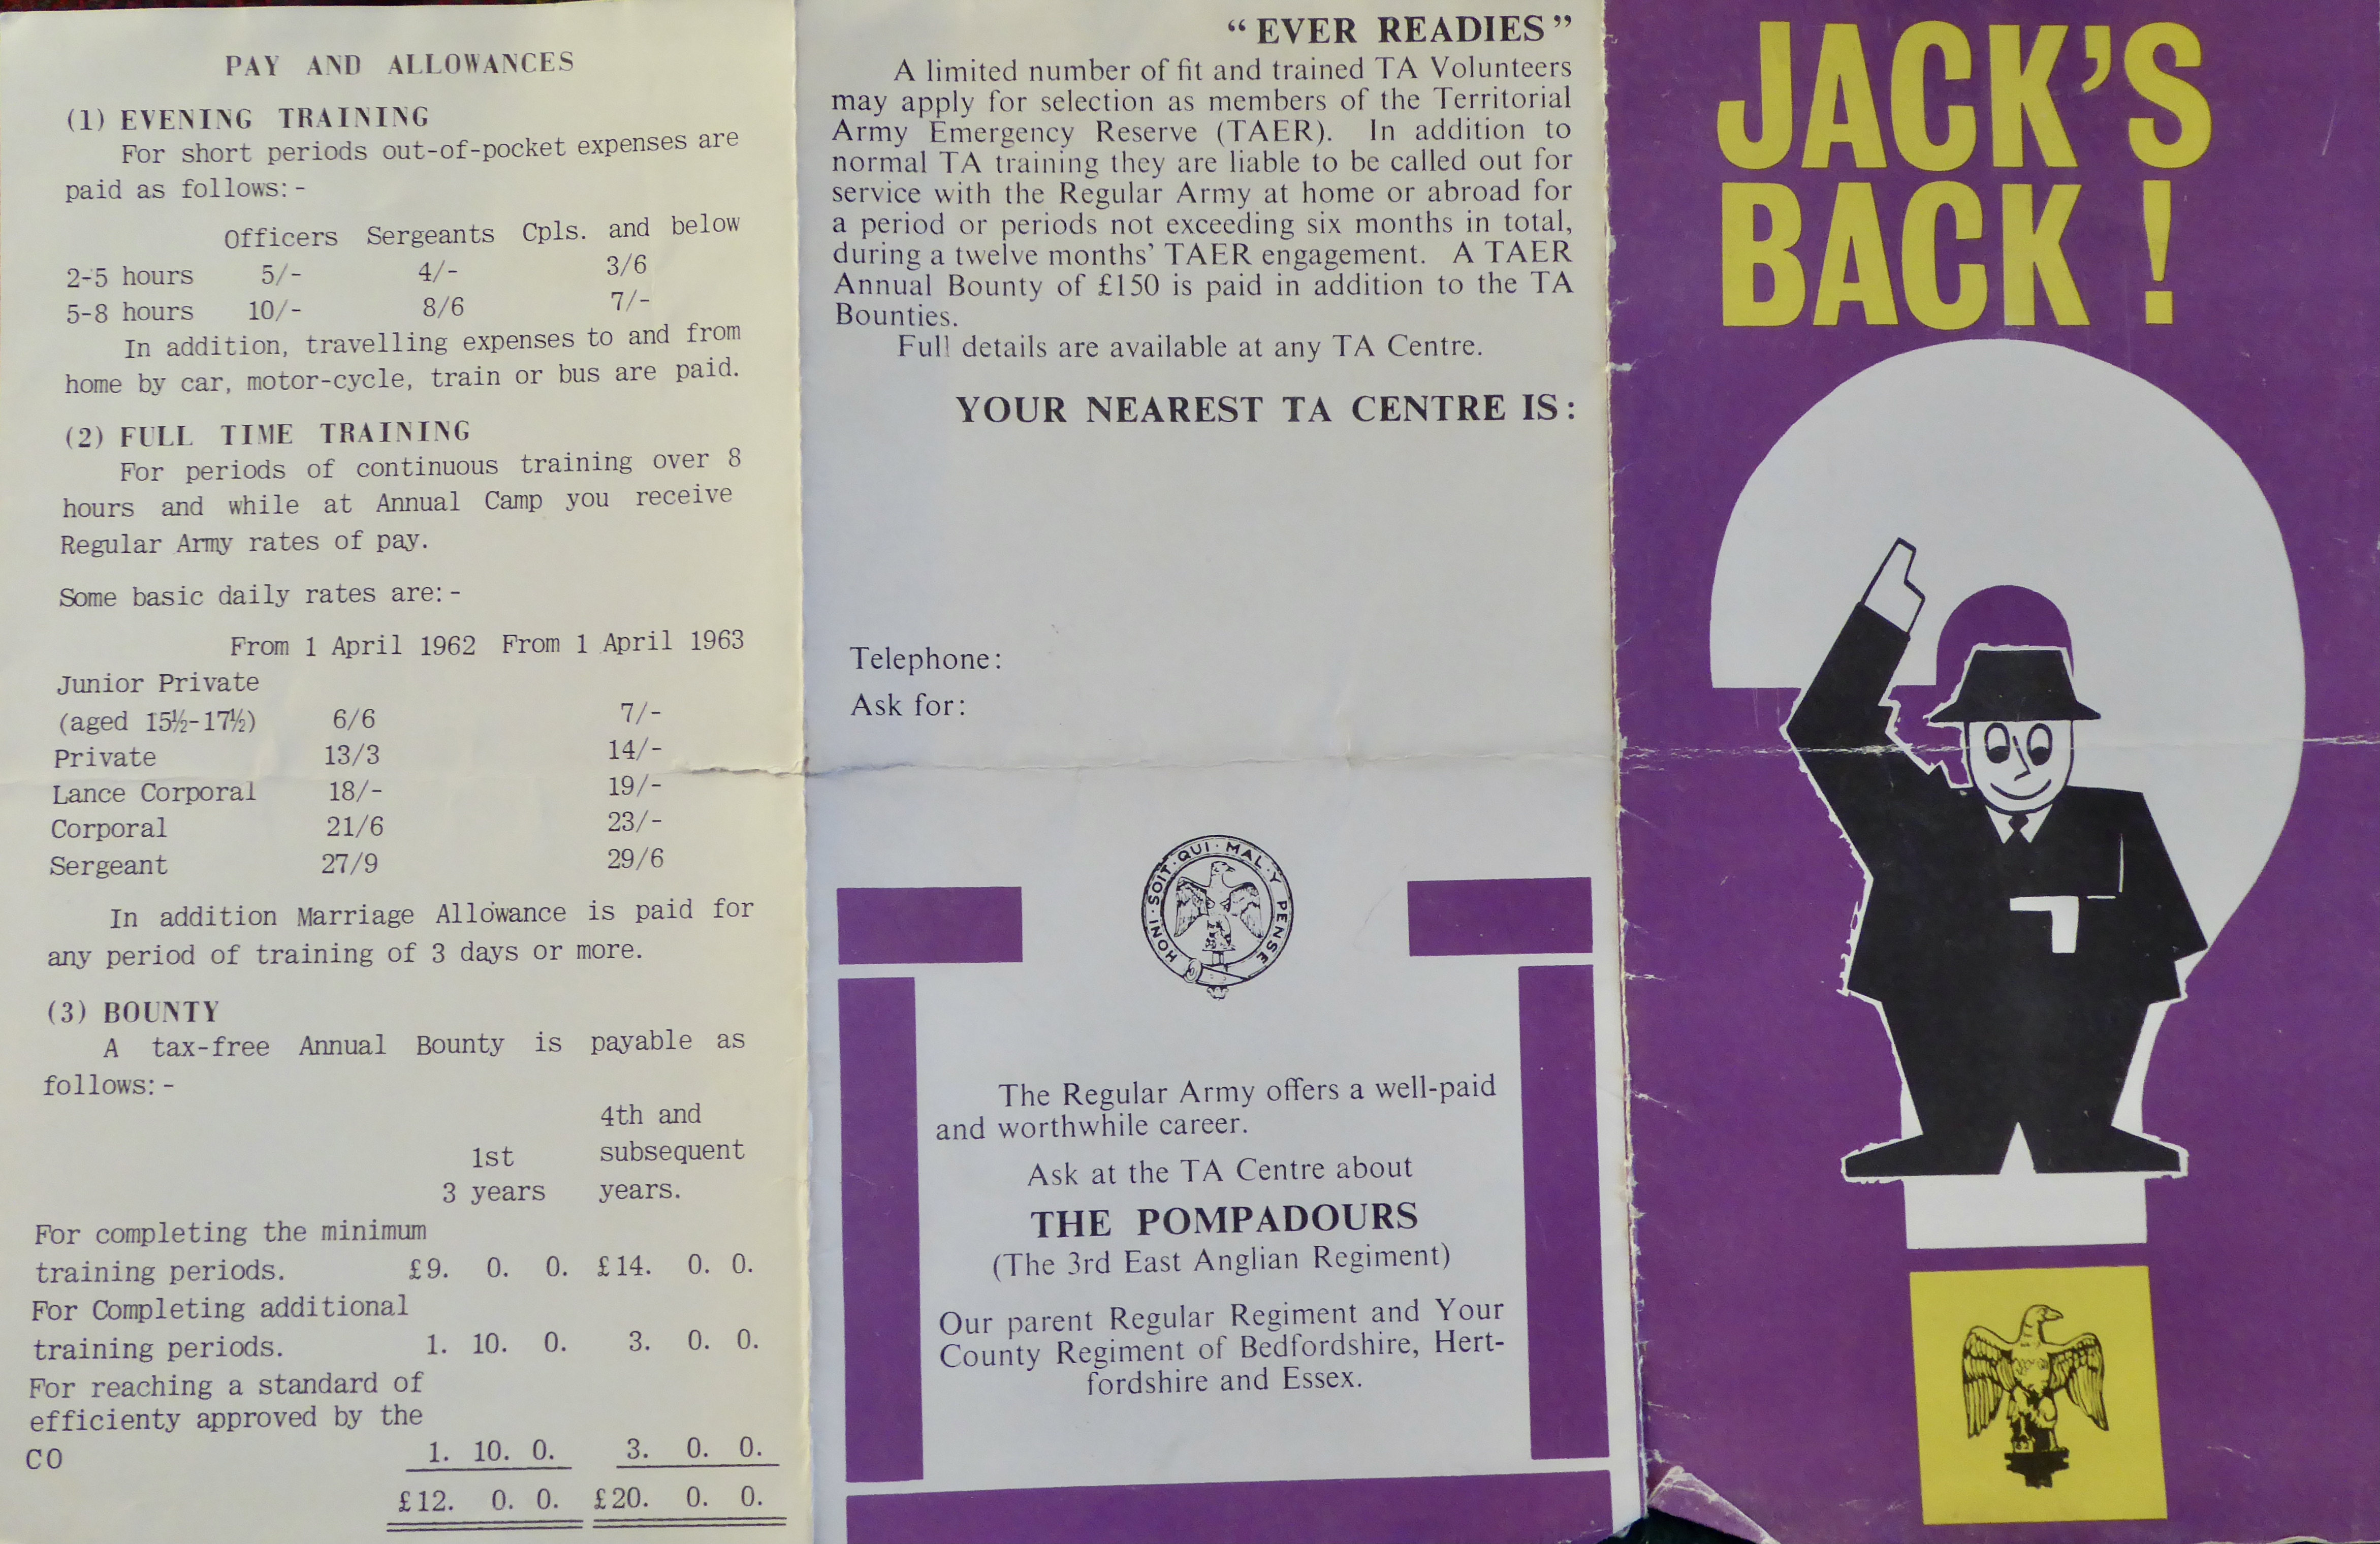 PAY AND ALLOWANCES
(1) EVENING TRAINING
For short periods out-of-pocket expenses are
paid as follows:-
Officers Sergeants Cpls. and below
2-5 hours 5/- 4/- 3/6
5-8 hours 10/- 8/6 7/-
In addition, travelling expenses to and from
home by car, motor-cycle, train or bus are paid.
(2) FULL TIME TRAINING
For periods of continuous training over 8
hours and while at Annual Camp you receive
Regular Army rates of pay.
Some basic daily rates are:-
From 1 April 1962 From 1 April 1963
Junior Private
(aged 15½-17½) 6/6 7/-
Private 13/3 14/-
Lance Corporal 18/- 19/-
Corporal 21/6 23/-
Sergeant 27/9 29/6
In addition Marriage Allowance is paid for
any period of training of 3 days or more.
(3) BOUNTY
A tax-free Annual Bounty is payable as
follows:-
4th and
1st subsequent
3 years years.
For completing the minimum
training periods. £9. 0. 0. £14. 0. 0.
For Completing additional
training periods. 1. 10. 0. 3. 0. 0.
For reaching a standard of
efficienty approved by the
CO 1. 10. 0. 3. 0. 0.
£12. 0. 0. £20. 0. 0.
"EVER READIES"
A limited number of fit and trained TA Volunteers
may apply for selection as members of the Territorial
Army Emergency Reserve (TAER). In addition to
normal TA training they are liable to be called out for
service with the Regular Army at home or abroad for
a period or periods not exceeding six months in total,
during a twelve months' TAER engagement. A TAER
Annual Bounty of £150 is paid in addition to the TA
Bounties.
Full details are available at any TA Centre.
YOUR NEAREST TA CENTRE IS:
Telephone:
Ask for:
HONI · SOIT · QUI · MAL · Y PENSE
The Regular Army offers a well-paid
and worthwhile career.
Ask at the TA Centre about
THE POMPADOURS
(The 3rd East Anglian Regiment)
Our parent Regular Regiment and Your
County Regiment of Bedfordshire, Hert-
fordshire and Essex.
JACK'S
BACK!